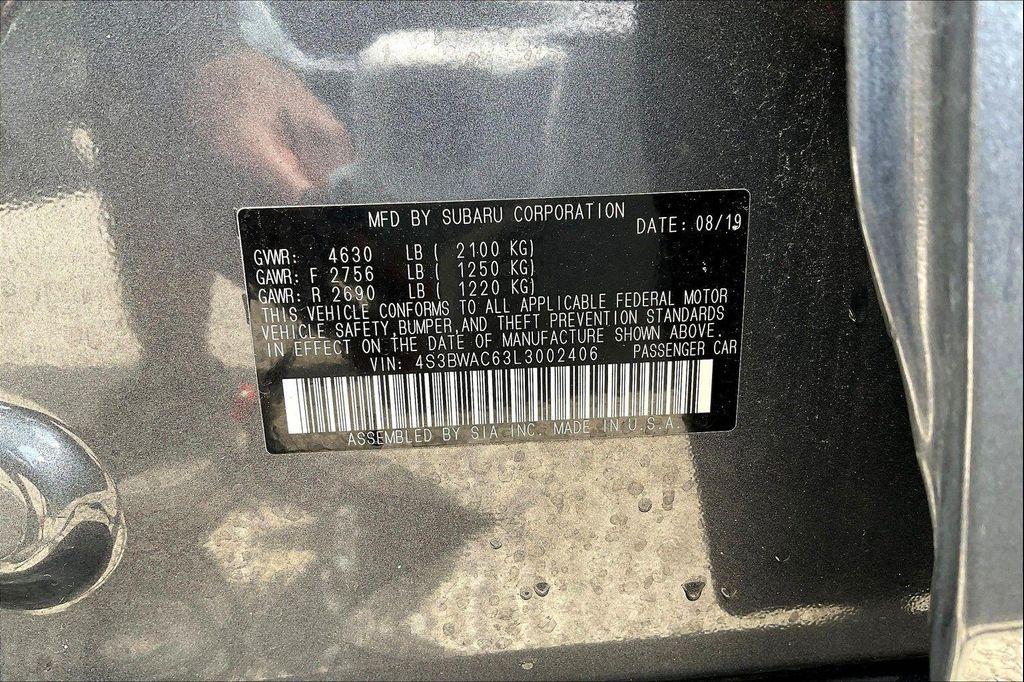 MFD BY SUBARU CORPORATION DATE: 08/19
GVWR: 4630 LB ( 2100 KG)
GAWR: F 2756 LB ( 1250 KG)
GAWR: R 2690 LB ( 1220 KG)
THIS VEHICLE CONFORMS TO ALL APPLICABLE FEDERAL MOTOR
VEHICLE SAFETY, BUMPER, AND THEFT PREVENTION STANDARDS
IN EFFECT ON THE DATE OF MANUFACTURE SHOWN ABOVE.
VIN: 4S3BWAC63L3002406 PASSENGER CAR
ASSEMBLED BY SIA INC. MADE IN U.S.A.